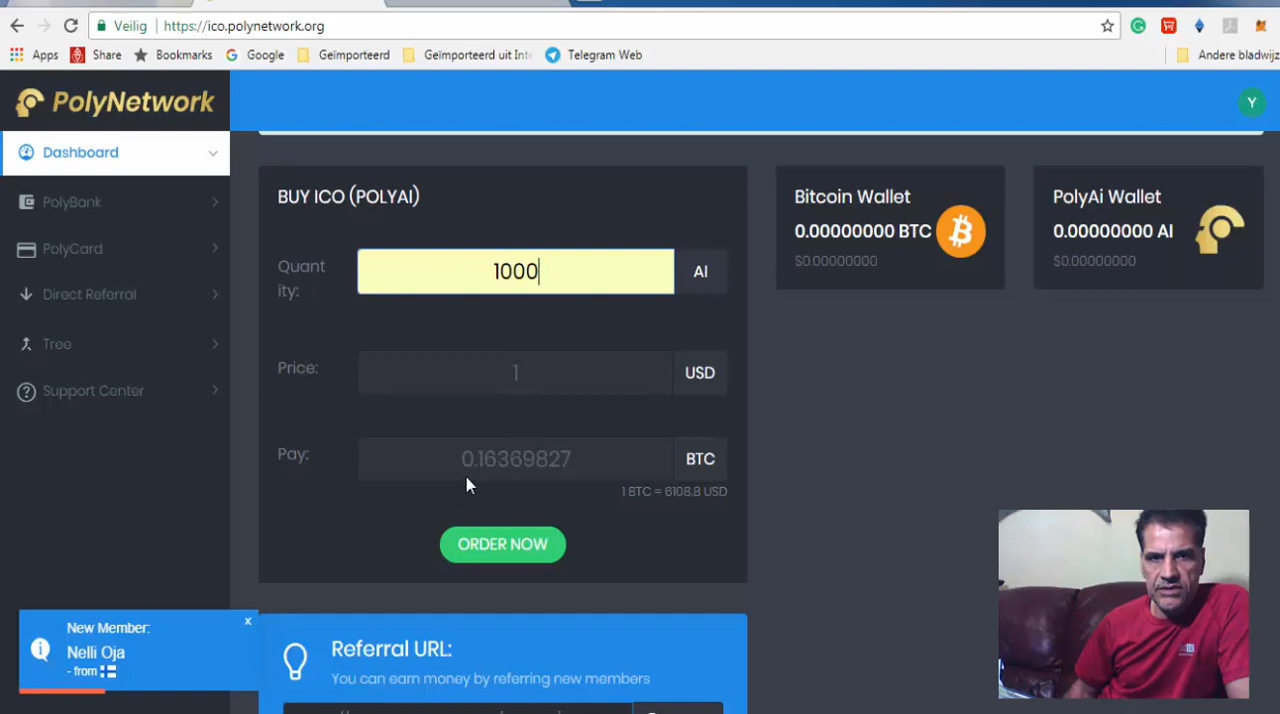 Veilig https://ico.polynetwork.org
Apps Share Bookmarks Google Geïmporteerd Geïmporteerd uit Int Telegram Web Andere bladwijz
PolyNetwork
Y
Dashboard
PolyBank
PolyCard
Direct Referral
Tree
Support Center
BUY ICO (POLYAI)
Quant
ity:
1000
AI
Price:
1
USD
Pay:
0.16369827
BTC
1 BTC = 6108.8 USD
ORDER NOW
Bitcoin Wallet
0.00000000 BTC
$0.00000000
PolyAi Wallet
0.00000000 AI
$0.00000000
New Member:
x
Nelli Oja
- from
Referral URL:
You can earn money by referring new members